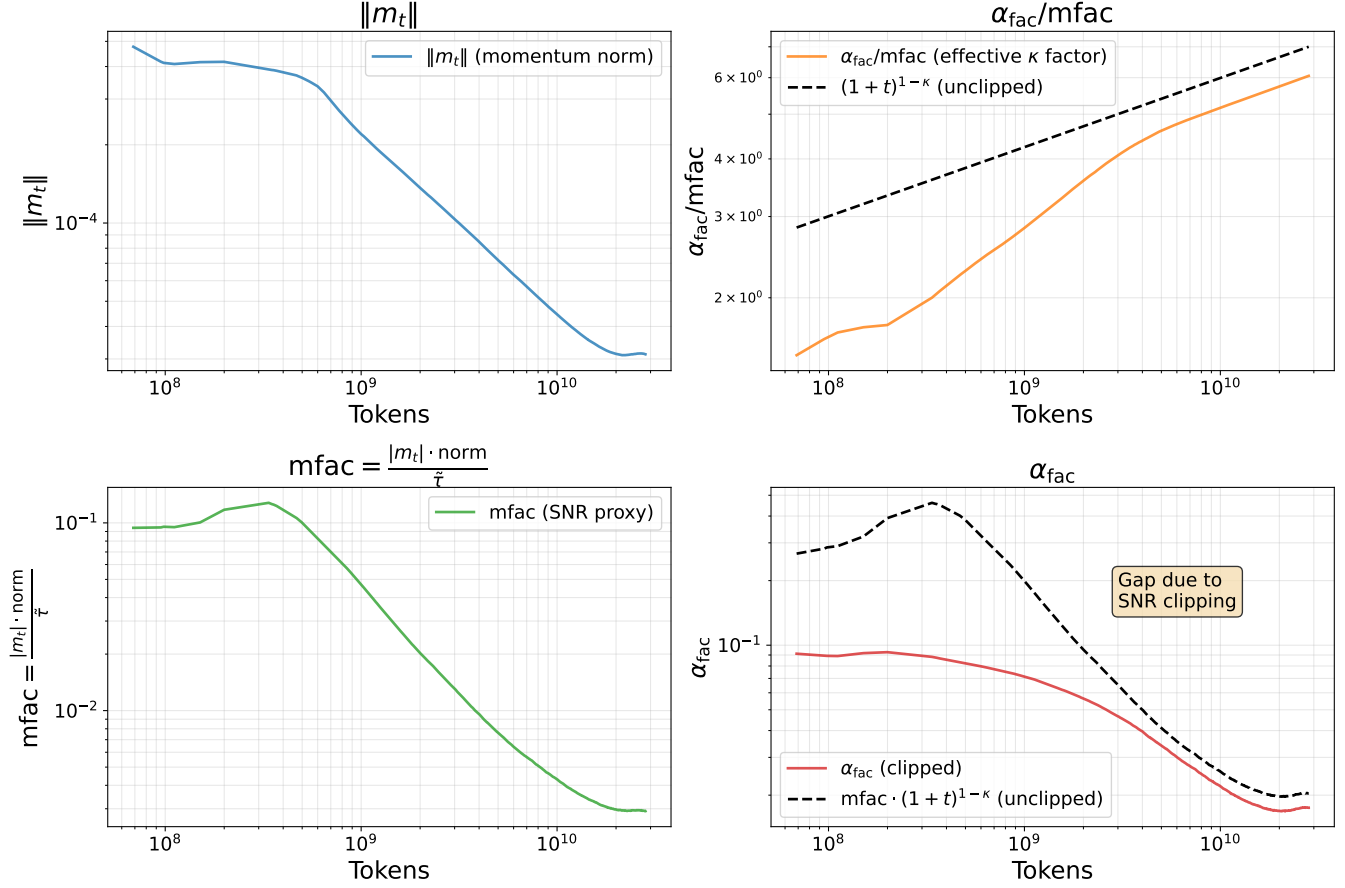 ‖m_t‖
‖m_t‖ (momentum norm)
‖m_t‖
10^{-4}
10^8
10^9
10^{10}
Tokens
α_fac/mfac
α_fac/mfac (effective κ factor)
(1 + t)^{1−κ} (unclipped)
α_fac/mfac
6 × 10^0
4 × 10^0
3 × 10^0
2 × 10^0
10^8
10^9
10^{10}
Tokens
mfac = \frac{|m_t| · norm}{\tilde{τ}}
mfac (SNR proxy)
mfac = \frac{|m_t| · norm}{\tilde{τ}}
10^{-1}
10^{-2}
10^8
10^9
10^{10}
Tokens
α_fac
Gap due to
SNR clipping
α_fac
10^{-1}
α_fac (clipped)
mfac · (1 + t)^{1−κ} (unclipped)
10^8
10^9
10^{10}
Tokens